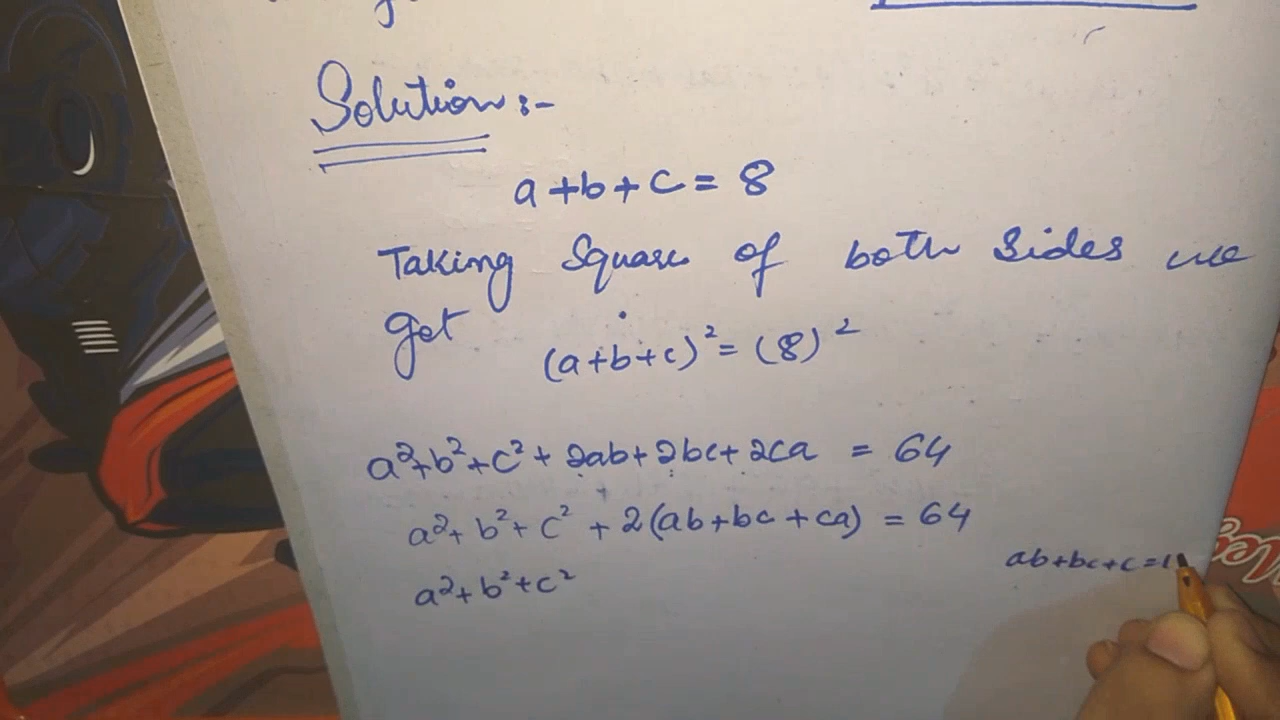 Solution:-
a+b+c = 8
Taking Square of both sides we
get
(a+b+c)² = (8)²
a²+b²+c²+2ab+2bc+2ca = 64
a²+b²+c²+2(ab+bc+ca) = 64
ab+bc+c=1
a²+b²+c²